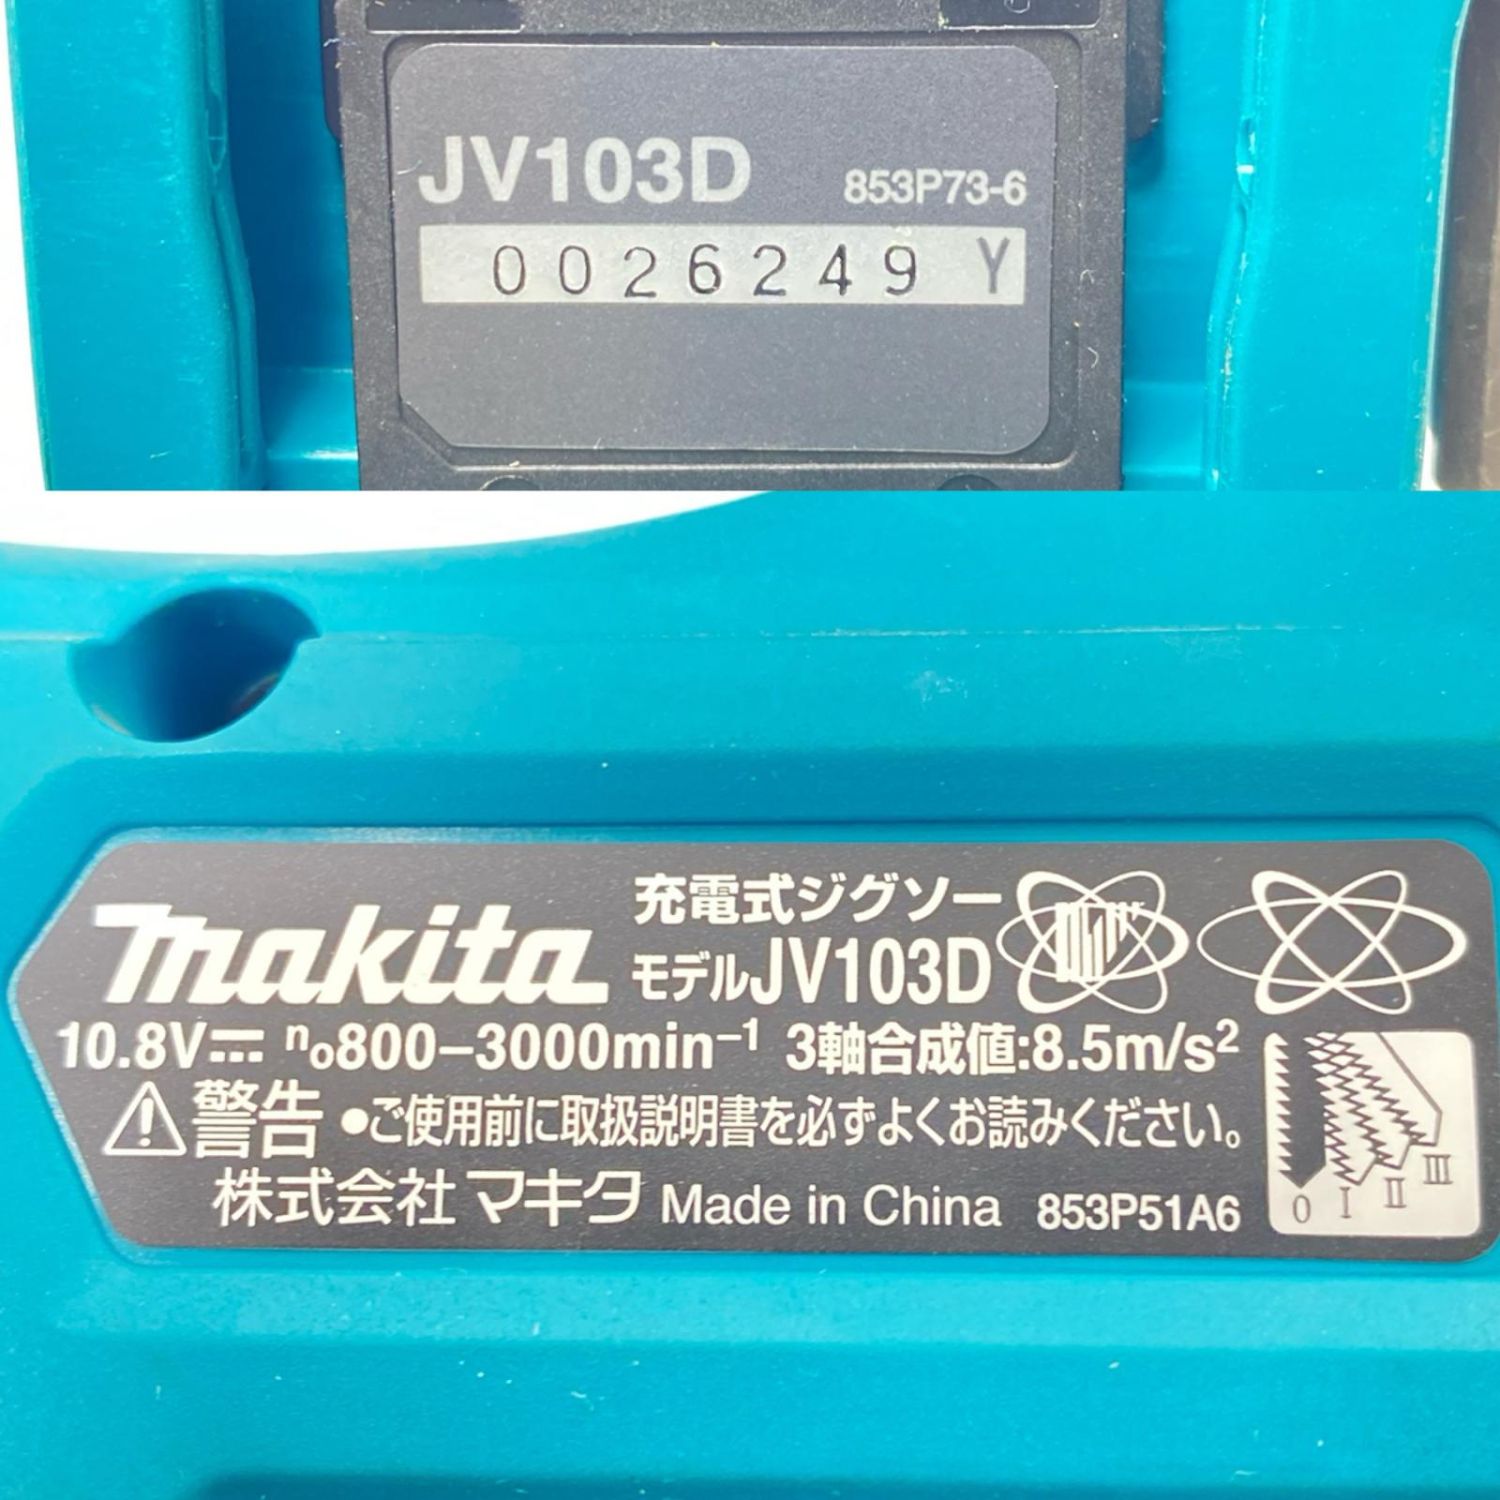 JV103D 853P73-6
0026249 Y
makita 充電式ジグソー
モデルJV103D
10.8V⎓ n₀800−3000min⁻¹ 3軸合成値:8.5m/s²
警告 ●ご使用前に取扱説明書を必ずよくお読みください。
株式会社マキタ Made in China 853P51A6
0 I II III